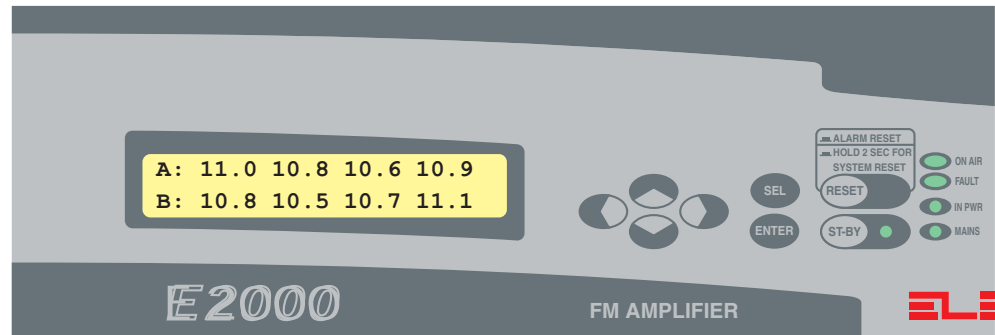 A: 11.0 10.8 10.6 10.9
B: 10.8 10.5 10.7 11.1
SEL
ENTER
ALARM RESET
HOLD 2 SEC FOR
SYSTEM RESET
RESET
ST-BY
ON AIR
FAULT
IN PWR
MAINS
E2000
FM AMPLIFIER
ELE